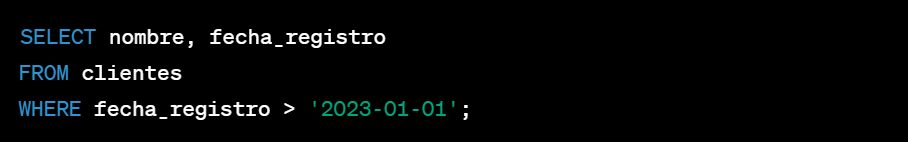 SELECT nombre, fecha_registro
FROM clientes
WHERE fecha_registro > '2023-01-01';